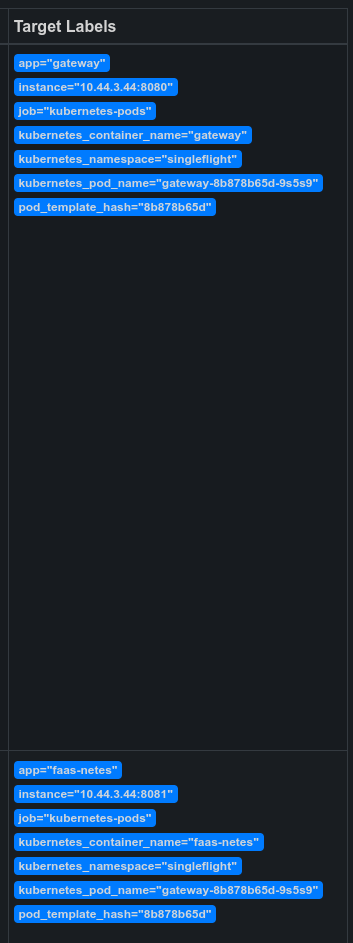 Target Labels
app="gateway"
instance="10.44.3.44:8080"
job="kubernetes-pods"
kubernetes_container_name="gateway"
kubernetes_namespace="singleflight"
kubernetes_pod_name="gateway-8b878b65d-9s5s9"
pod_template_hash="8b878b65d"
app="faas-netes"
instance="10.44.3.44:8081"
job="kubernetes-pods"
kubernetes_container_name="faas-netes"
kubernetes_namespace="singleflight"
kubernetes_pod_name="gateway-8b878b65d-9s5s9"
pod_template_hash="8b878b65d"